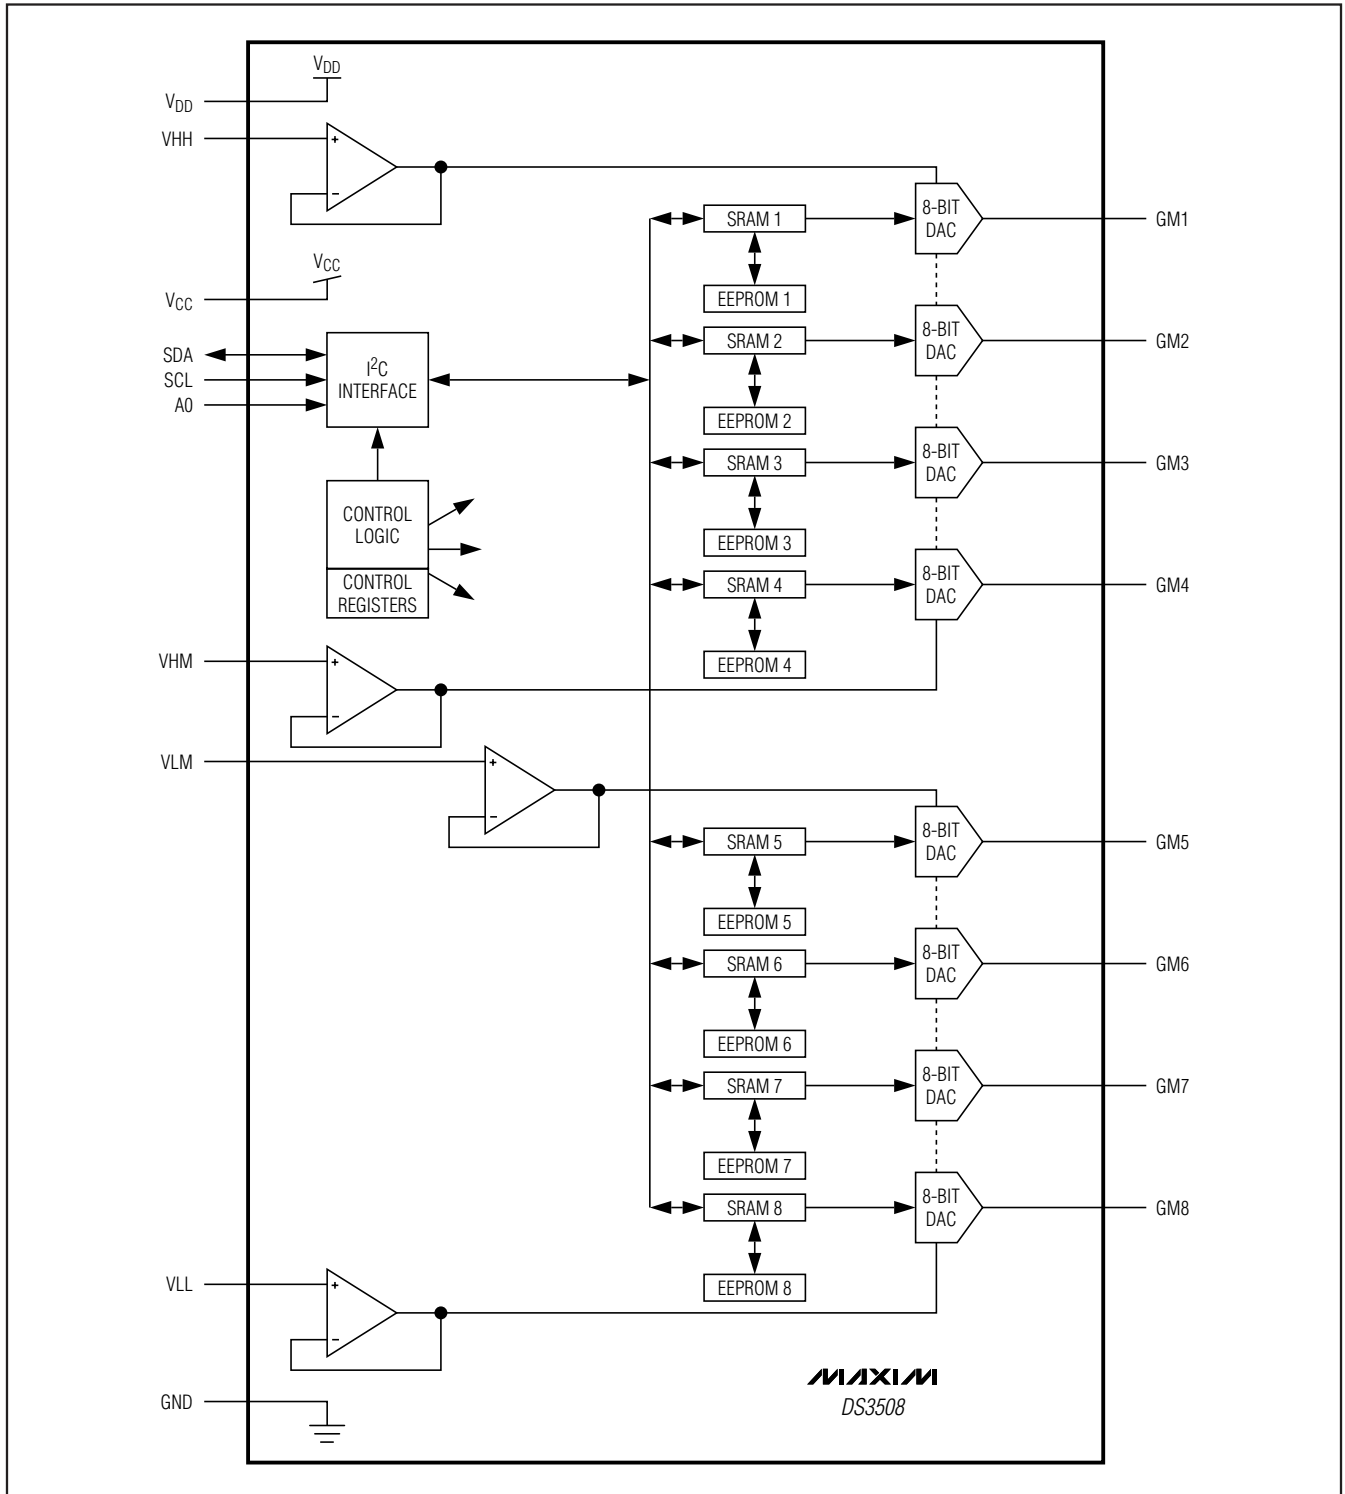 VDD
VDD
VHH
+
−
8-BIT
DAC
SRAM 1
GM1
EEPROM 1
VCC
VCC
SRAM 2
8-BIT
DAC
GM2
SDA
SCL
A0
I2C
INTERFACE
EEPROM 2
SRAM 3
8-BIT
DAC
GM3
CONTROL
LOGIC
EEPROM 3
CONTROL
REGISTERS
SRAM 4
8-BIT
DAC
GM4
EEPROM 4
VHM
+
−
VLM
+
−
SRAM 5
8-BIT
DAC
GM5
EEPROM 5
SRAM 6
8-BIT
DAC
GM6
EEPROM 6
SRAM 7
8-BIT
DAC
GM7
EEPROM 7
SRAM 8
8-BIT
DAC
GM8
EEPROM 8
VLL
+
−
MAXIM
DS3508
GND